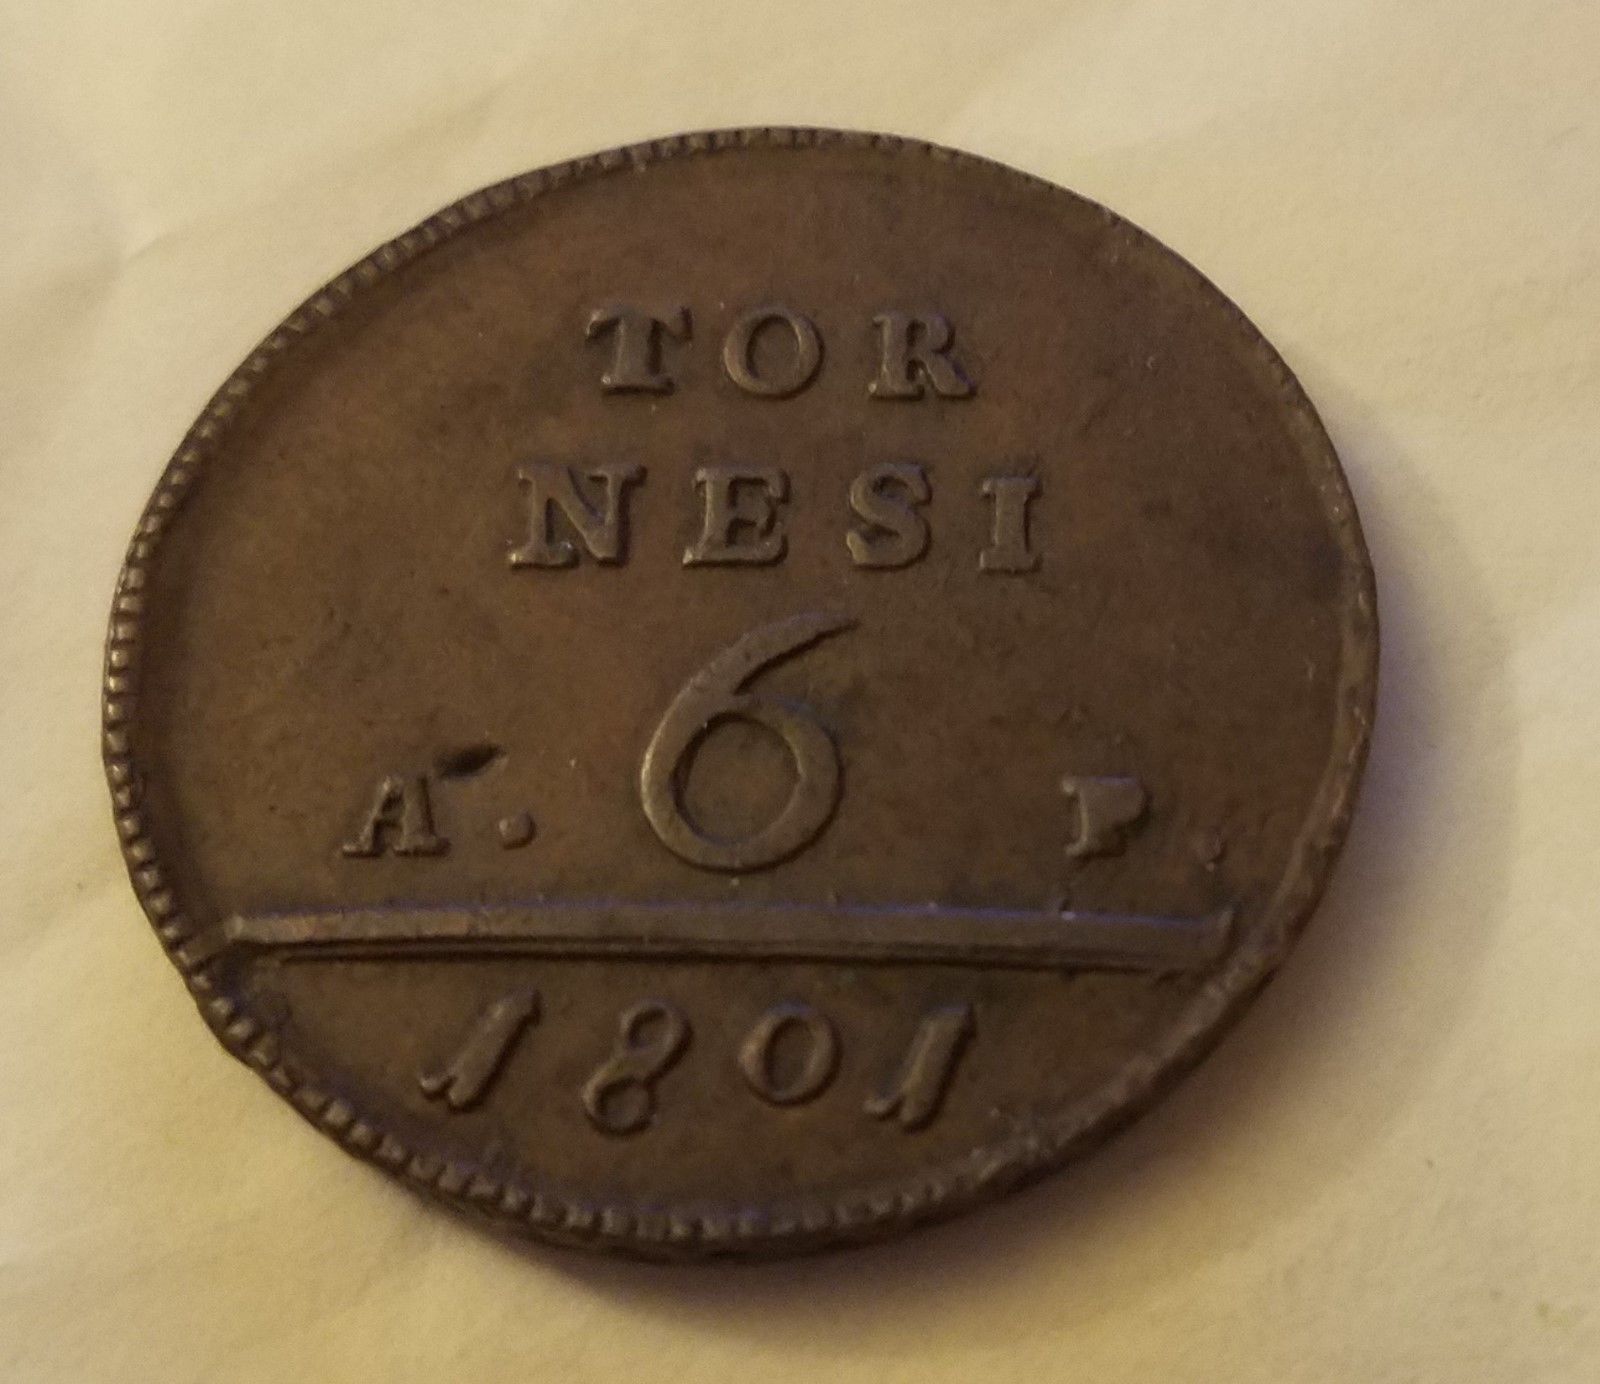 TOR
NESI
6
A. P.
1801